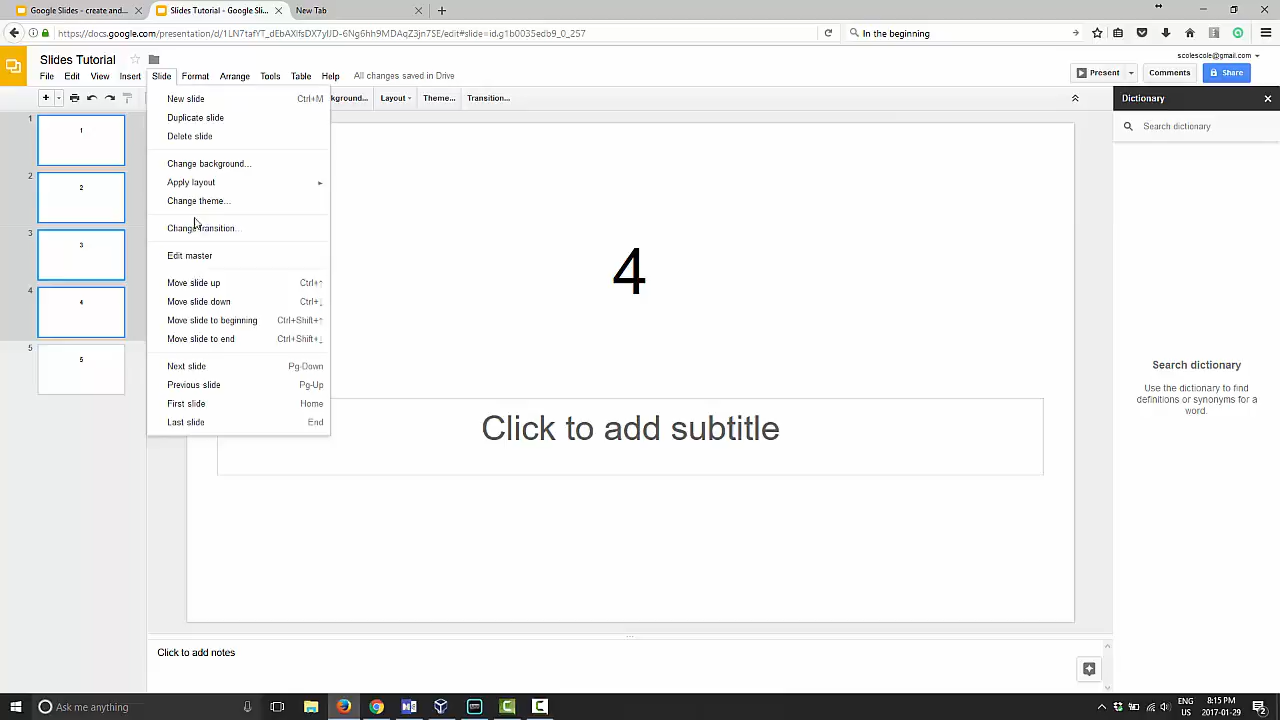 Google Slides - create and...
Slides Tutorial - Google Sli...
New Tab
https://docs.google.com/presentation/d/1LN7tafYT_dEbAXIfsDX7yUD-6Ng6hh9MDAqZ3jn7SE/edit#slide=id.g1b0035edb9_0_257
In the beginning
Slides Tutorial
scolescole@gmail.com
File Edit View Insert Slide Format Arrange Tools Table Help All changes saved in Drive
Present
Comments
Share
kground...
Layout
Theme...
Transition...
New slide Ctrl+M
Duplicate slide
Delete slide
Change background...
Apply layout
Change theme...
Change transition...
Edit master
Move slide up Ctrl+↑
Move slide down Ctrl+↓
Move slide to beginning Ctrl+Shift+↑
Move slide to end Ctrl+Shift+↓
Next slide Pg-Down
Previous slide Pg-Up
First slide Home
Last slide End
1
1
2
2
3
3
4
4
5
5
4
Click to add subtitle
Click to add notes
Dictionary
Search dictionary
Search dictionary
Use the dictionary to find
definitions or synonyms for a
word.
Ask me anything
ENG
US
8:15 PM
2017-01-29